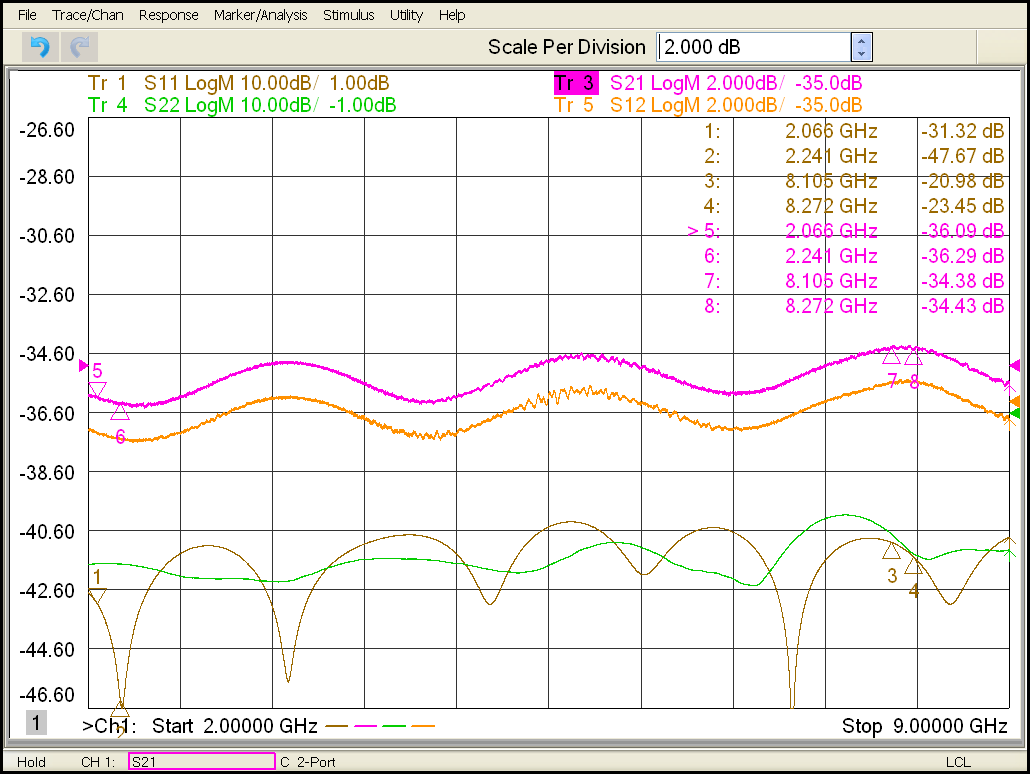 File Trace/Chan Response Marker/Analysis Stimulus Utility Help
Scale Per Division 2.000 dB
Tr 1 S11 LogM 10.00dB/ 1.00dB Tr 3 S21 LogM 2.000dB/ -35.0dB
Tr 4 S22 LogM 10.00dB/ -1.00dB Tr 5 S12 LogM 2.000dB/ -35.0dB
-26.60
1: 2.066 GHz -31.32 dB
2: 2.241 GHz -47.67 dB
-28.60
3: 8.105 GHz -20.98 dB
4: 8.272 GHz -23.45 dB
-30.60
> 5: 2.066 GHz -36.09 dB
6: 2.241 GHz -36.29 dB
7: 8.105 GHz -34.38 dB
-32.60
8: 8.272 GHz -34.43 dB
-34.60
5
7 8
-36.60
6
-38.60
-40.60
1
3
-42.60
4
-44.60
-46.60
2
1 >Ch1: Start 2.00000 GHz Stop 9.00000 GHz
Hold CH 1: S21 C 2-Port LCL